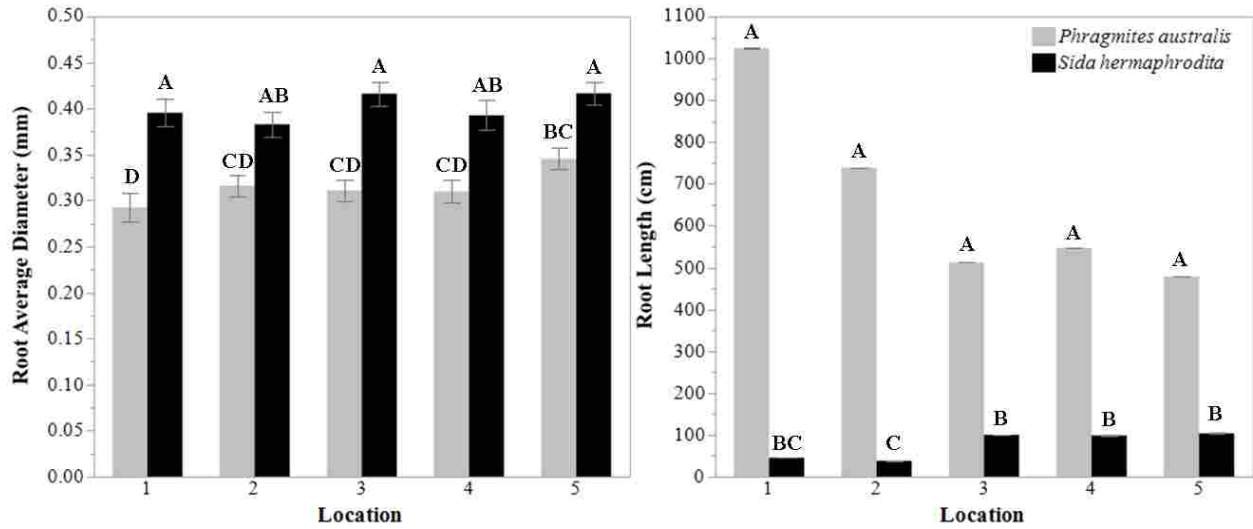 0.50
0.45
0.40
0.35
0.30
0.25
0.20
0.15
0.10
0.05
0.00
Root Average Diameter (mm)
D
A
CD
AB
CD
A
CD
AB
BC
A
1
2
3
4
5
Location
1100
1000
900
800
700
600
500
400
300
200
100
0
Root Length (cm)
Phragmites australis
Sida hermaphrodita
A
BC
A
C
A
B
A
B
A
B
1
2
3
4
5
Location